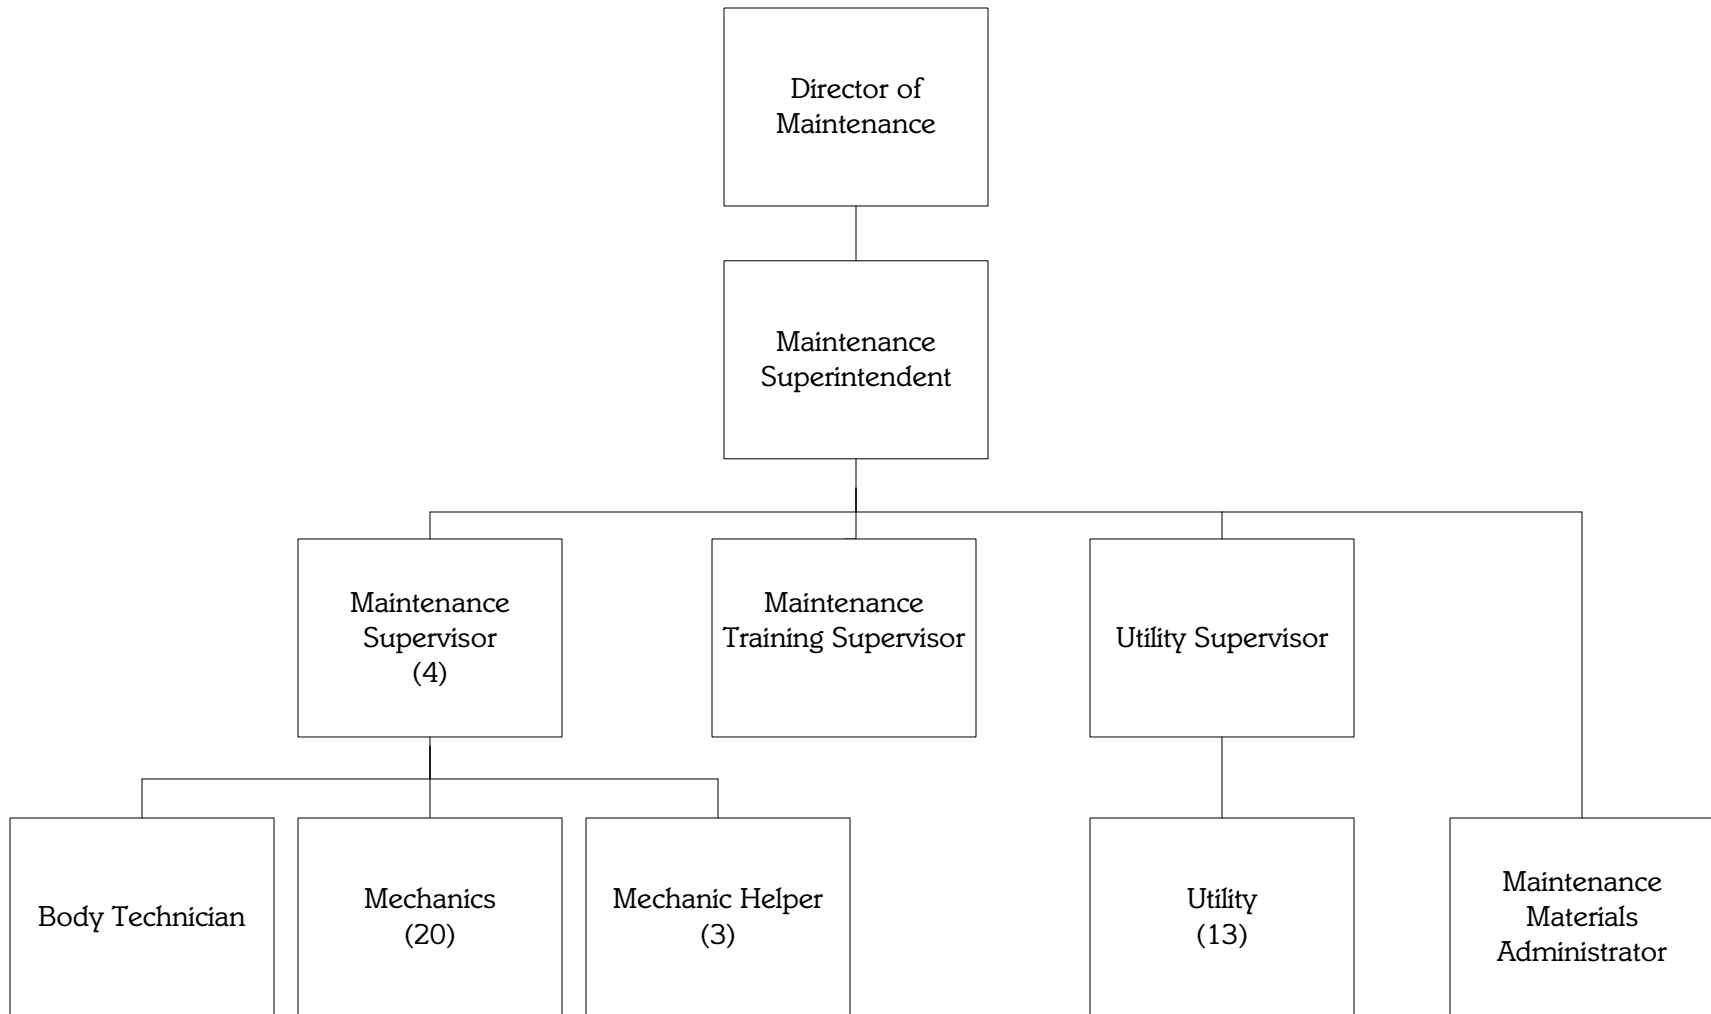 Director of
Maintenance
Maintenance
Superintendent
Maintenance
Supervisor
(4)
Maintenance
Training Supervisor
Utility Supervisor
Body Technician
Mechanics
(20)
Mechanic Helper
(3)
Utility
(13)
Maintenance
Materials
Administrator